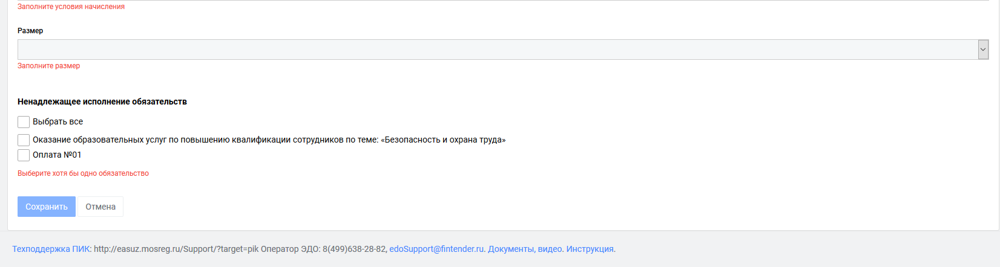 Заполните условия начисления
Размер
Заполните размер
Ненадлежащее исполнение обязательств
Выбрать все
Оказание образовательных услуг по повышению квалификации сотрудников по теме: «Безопасность и охрана труда»
Оплата №01
Выберите хотя бы одно обязательство
Сохранить Отмена
Техподдержка ПИК: http://easuz.mosreg.ru/Support/?target=pik Оператор ЭДО: 8(499)638-28-82, edoSupport@fintender.ru. Документы, видео. Инструкция.